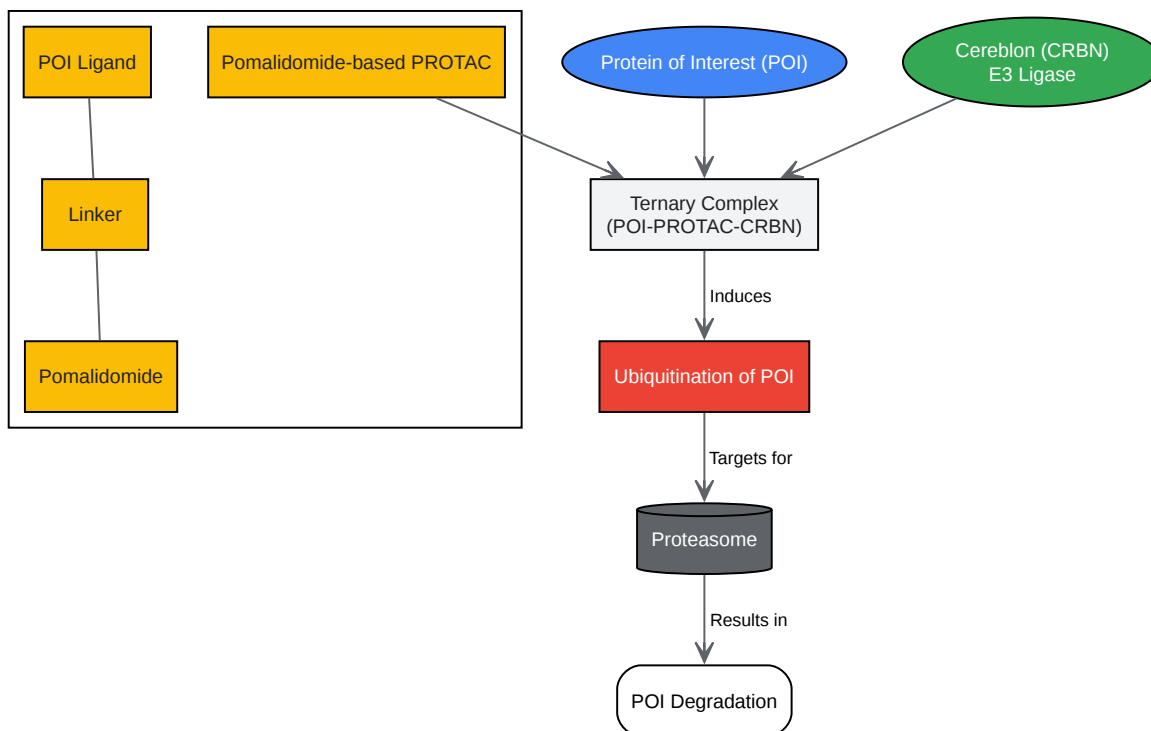 POI Ligand
Pomalidomide-based PROTAC
Protein of Interest (POI)
Cereblon (CRBN)
E3 Ligase
Linker
Ternary Complex
(POI-PROTAC-CRBN)
Induces
Pomalidomide
Ubiquitination of POI
Targets for
Proteasome
Results in
POI Degradation